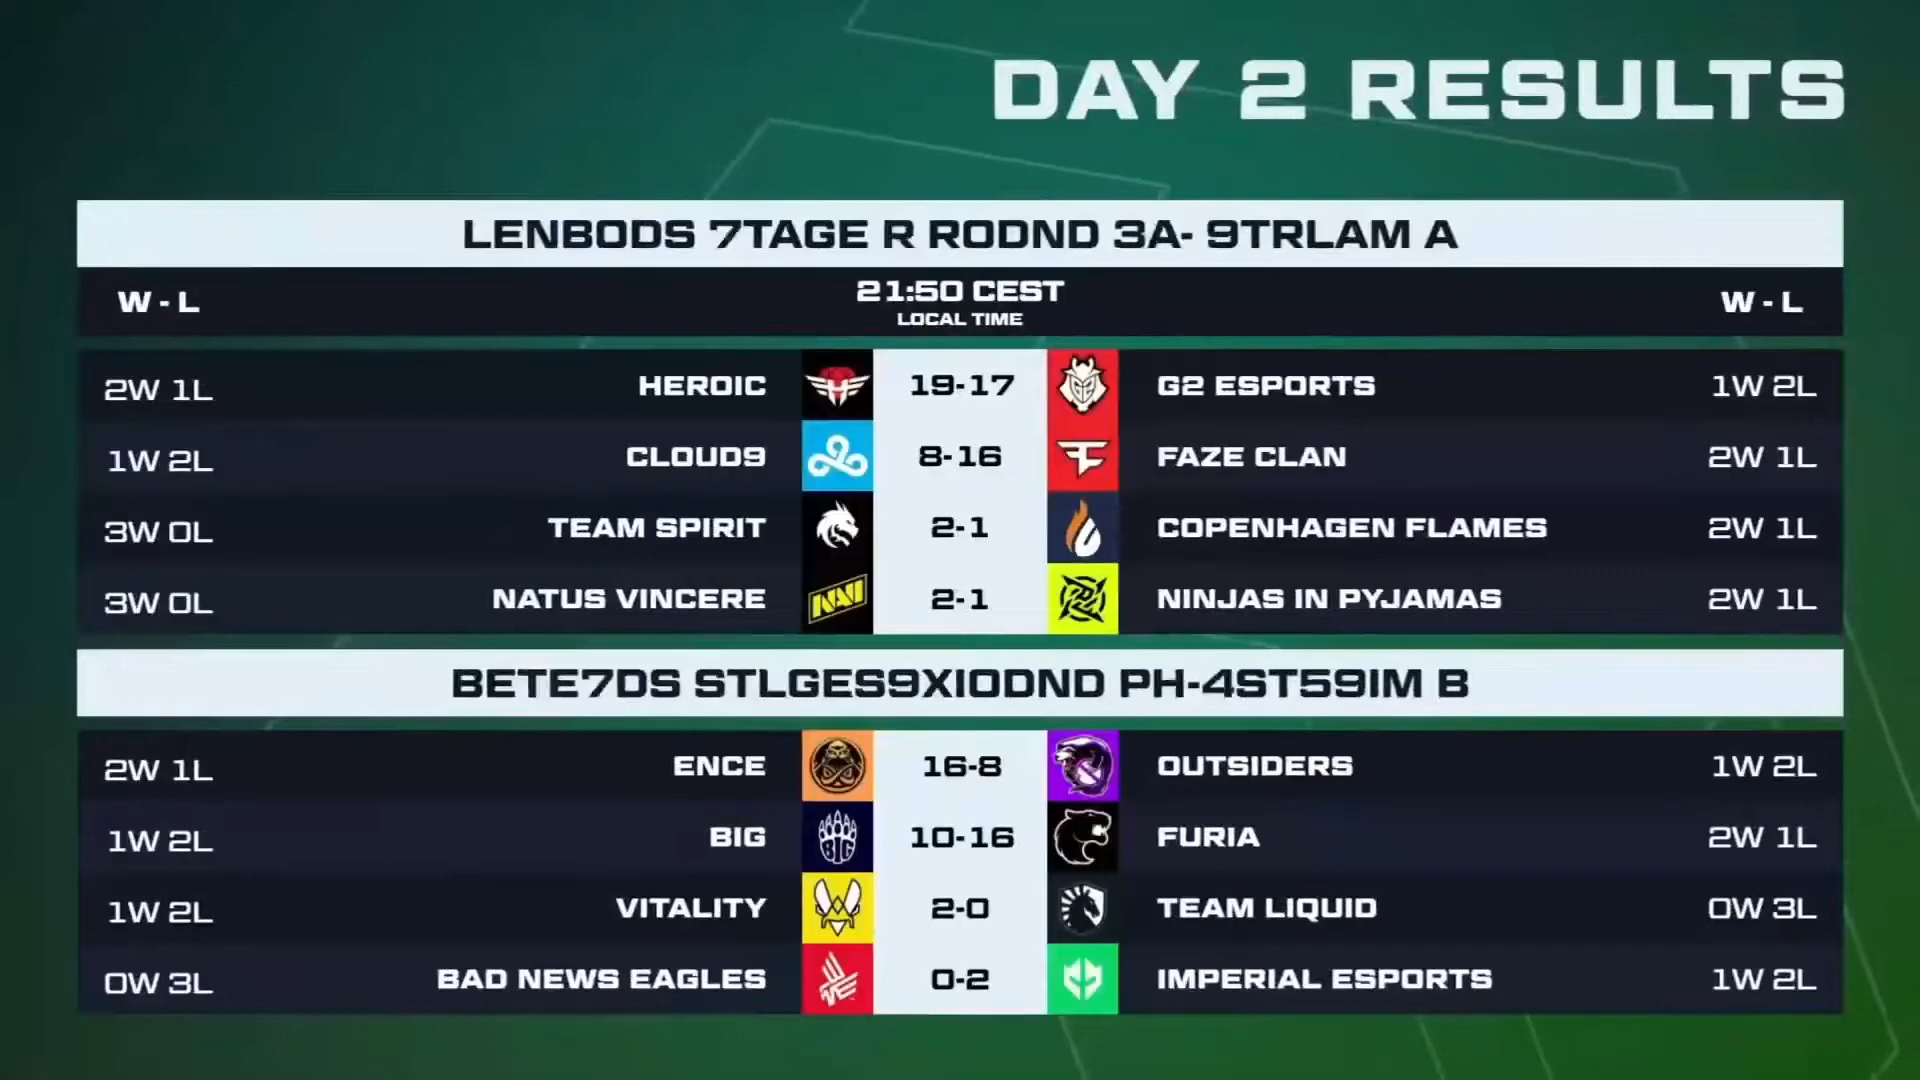 DAY 2 RESULTS
LENBODS 7TAGE R RODND 3A- 9TRLAM A
W - L 21:50 CEST W - L
LOCAL TIME
2W 1L HEROIC 19-17 G2 ESPORTS 1W 2L
1W 2L CLOUD9 8-16 FAZE CLAN 2W 1L
3W 0L TEAM SPIRIT 2-1 COPENHAGEN FLAMES 2W 1L
3W 0L NATUS VINCERE NAVI 2-1 NINJAS IN PYJAMAS 2W 1L
BETE7DS STLGES9XIODND PH-4ST59IM B
2W 1L ENCE 16-8 OUTSIDERS 1W 2L
1W 2L BIG BIG 10-16 FURIA 2W 1L
1W 2L VITALITY 2-0 TEAM LIQUID 0W 3L
0W 3L BAD NEWS EAGLES 0-2 IMPERIAL ESPORTS 1W 2L